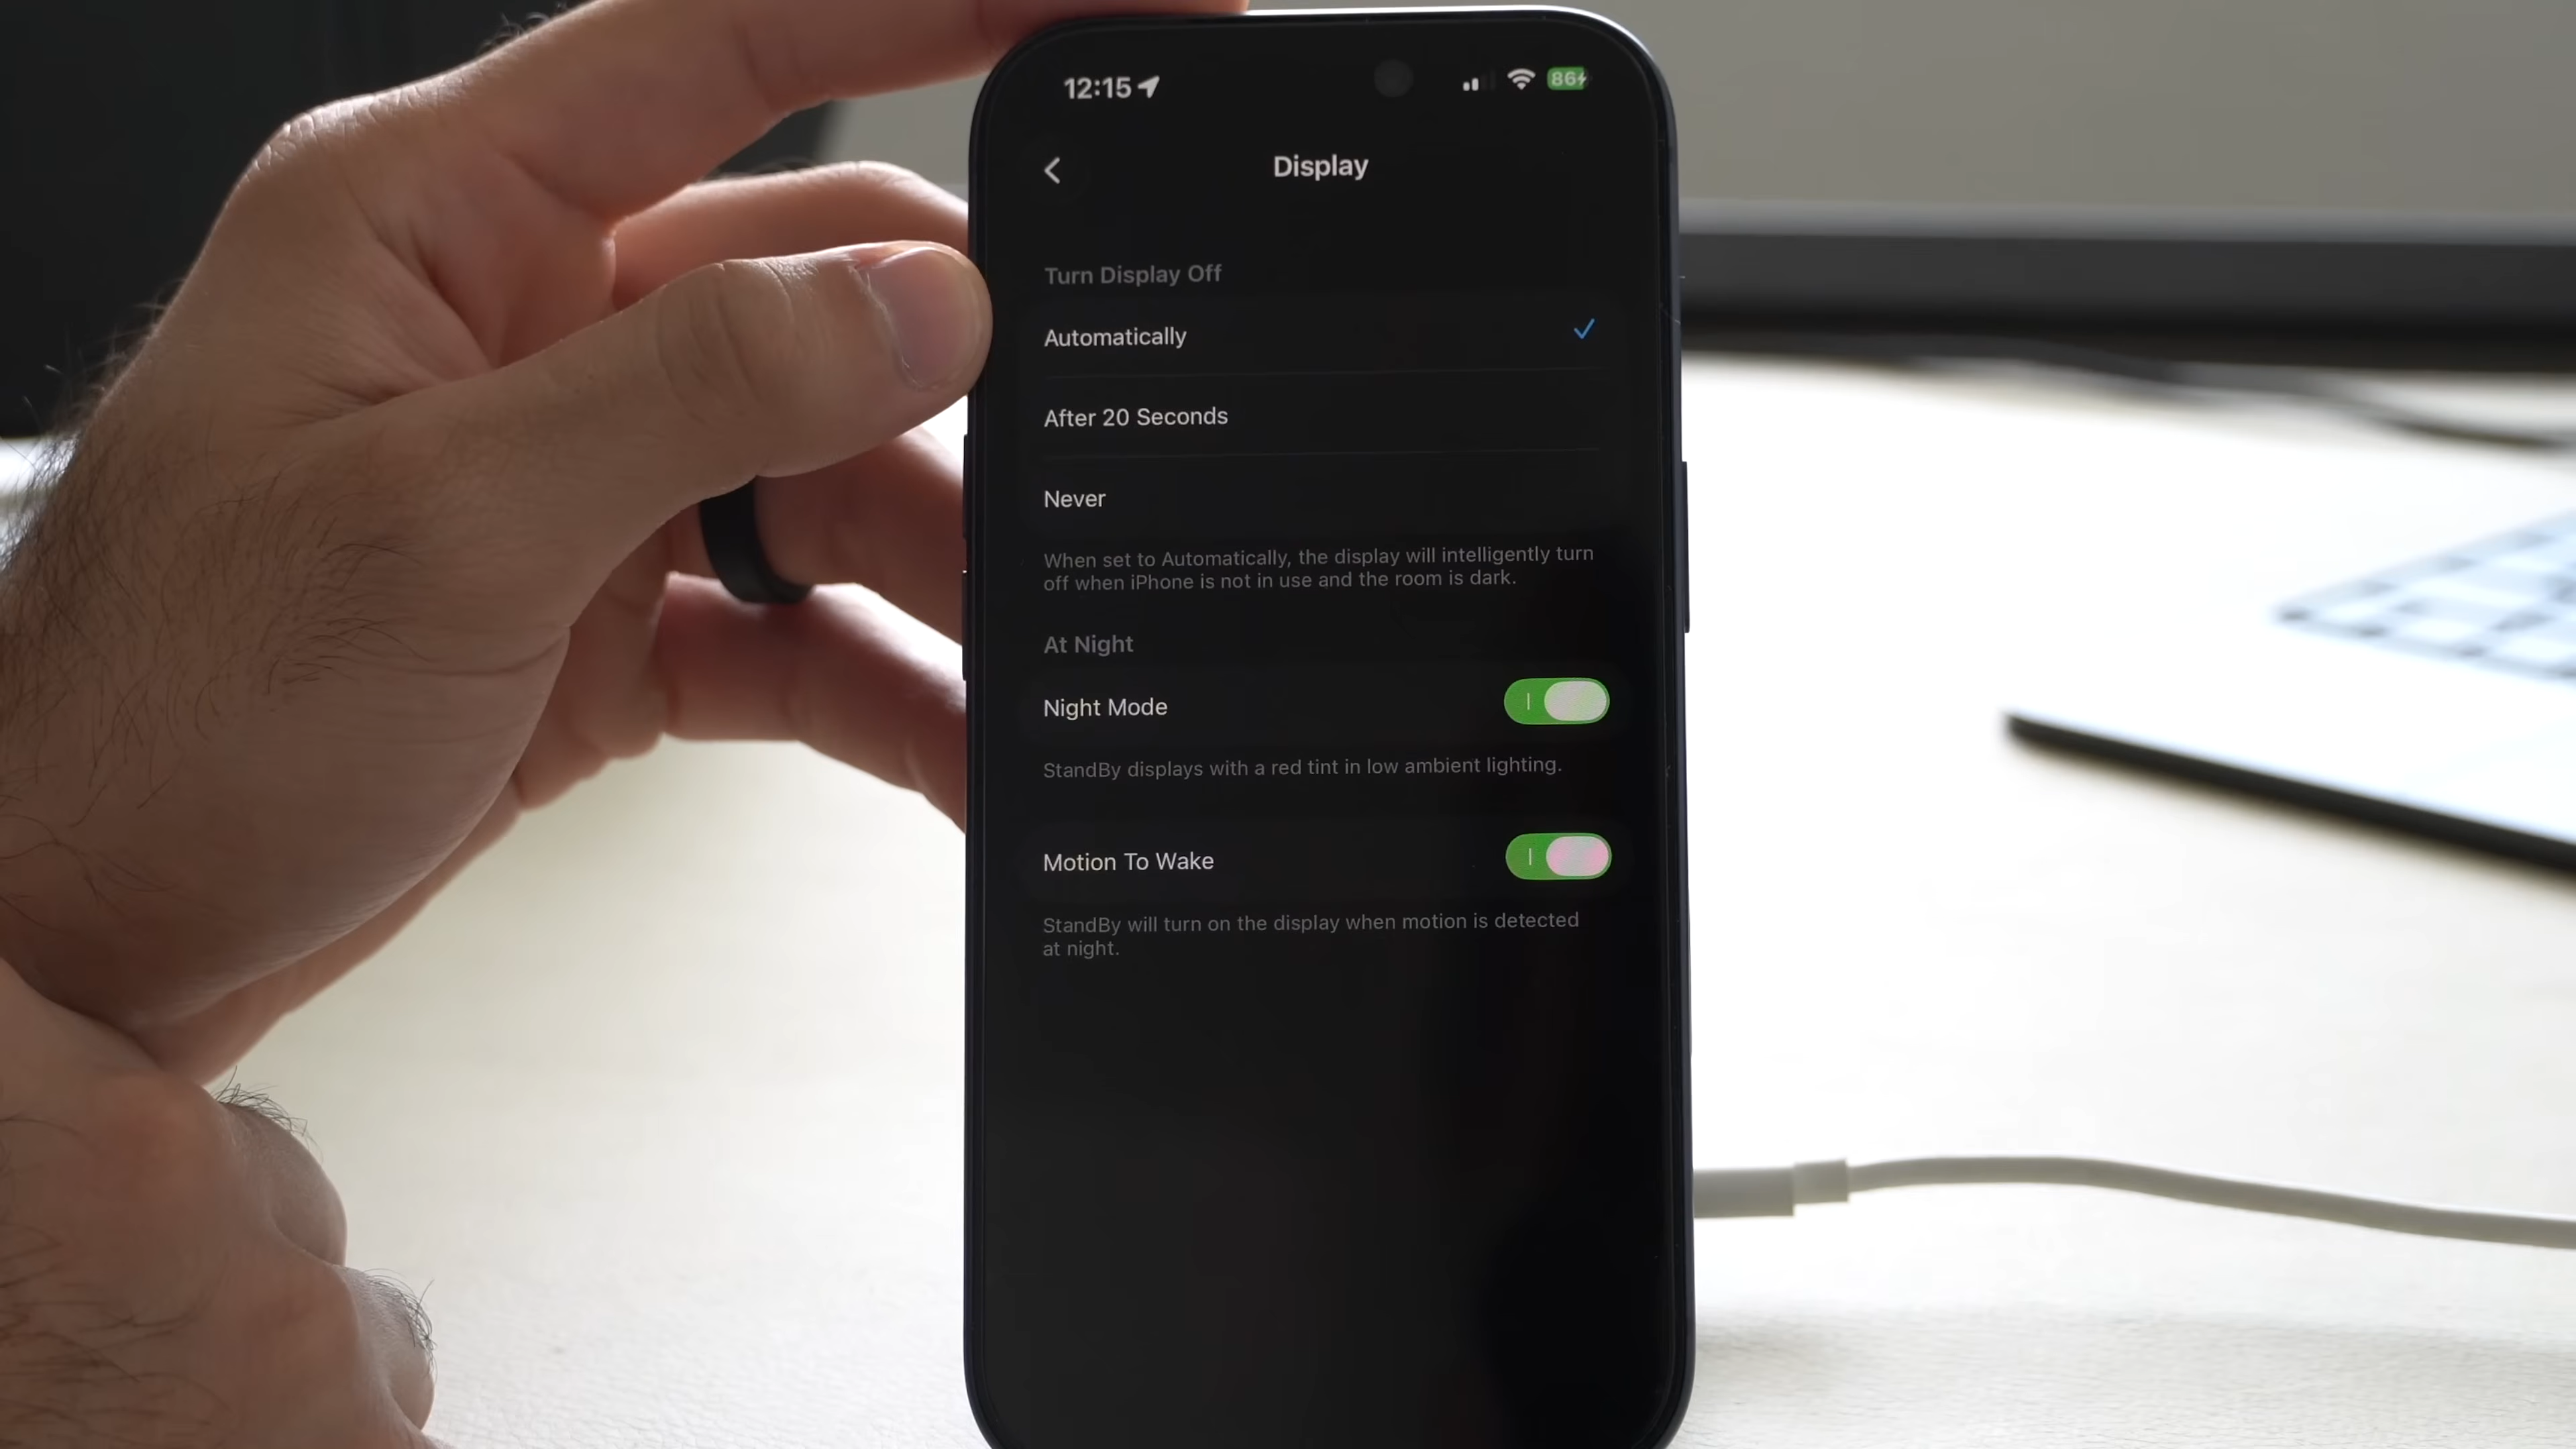 12:15
86
Display
Turn Display Off
Automatically
After 20 Seconds
Never
When set to Automatically, the display will intelligently turn
off when iPhone is not in use and the room is dark.
At Night
Night Mode
StandBy displays with a red tint in low ambient lighting.
Motion To Wake
StandBy will turn on the display when motion is detected
at night.